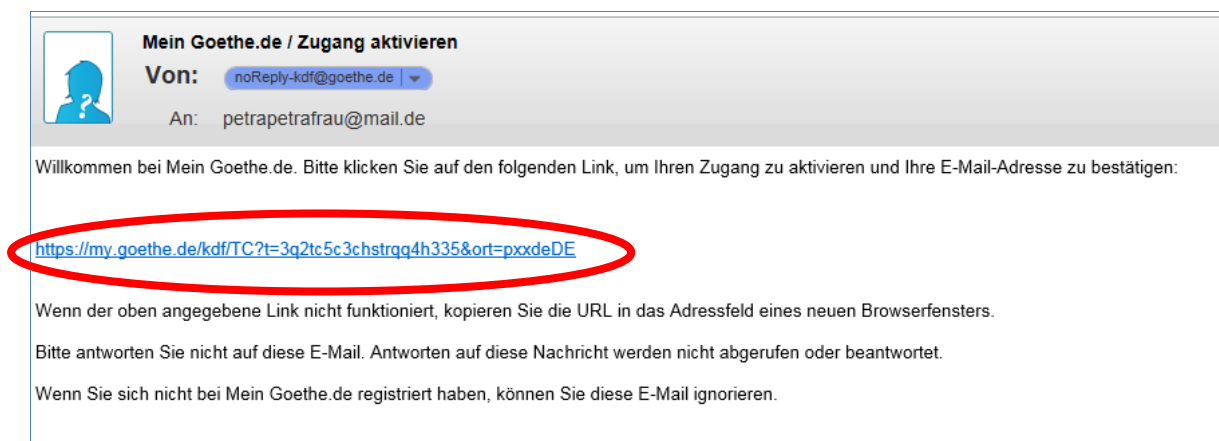 Mein Goethe.de / Zugang aktivieren
Von: noReply-kdf@goethe.de
An: petrapetrafrau@mail.de
Willkommen bei Mein Goethe.de. Bitte klicken Sie auf den folgenden Link, um Ihren Zugang zu aktivieren und Ihre E-Mail-Adresse zu bestätigen:
https://my.goethe.de/kdf/TC?t=3q2tc5c3chstrqq4h335&ort=pxxdeDE
Wenn der oben angegebene Link nicht funktioniert, kopieren Sie die URL in das Adressfeld eines neuen Browserfensters.
Bitte antworten Sie nicht auf diese E-Mail. Antworten auf diese Nachricht werden nicht abgerufen oder beantwortet.
Wenn Sie sich nicht bei Mein Goethe.de registriert haben, können Sie diese E-Mail ignorieren.